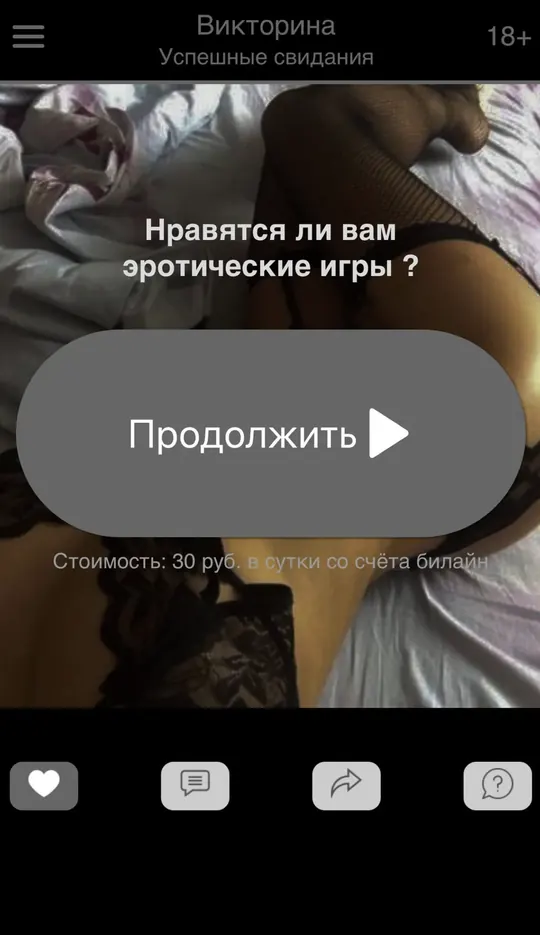 Викторина
Успешные свидания
18+
Нравятся ли вам
эротические игры ?
Продолжить
Стоимость: 30 руб. в сутки со счёта билайн
?